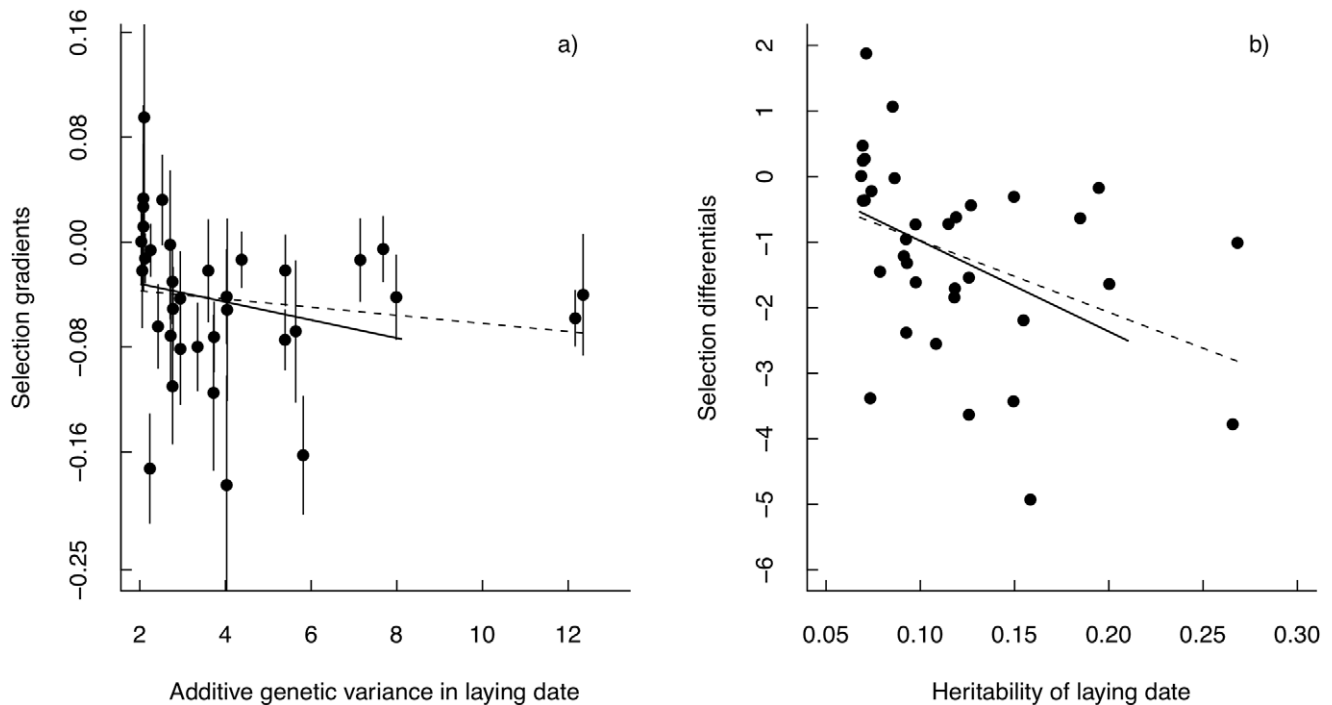 a)
Selection gradients
0.16
0.08
0.00
−0.08
−0.16
−0.25
2 4 6 8 10 12
Additive genetic variance in laying date
b)
Selection differentials
2
1
0
−1
−2
−3
−4
−5
−6
0.05 0.10 0.15 0.20 0.25 0.30
Heritability of laying date